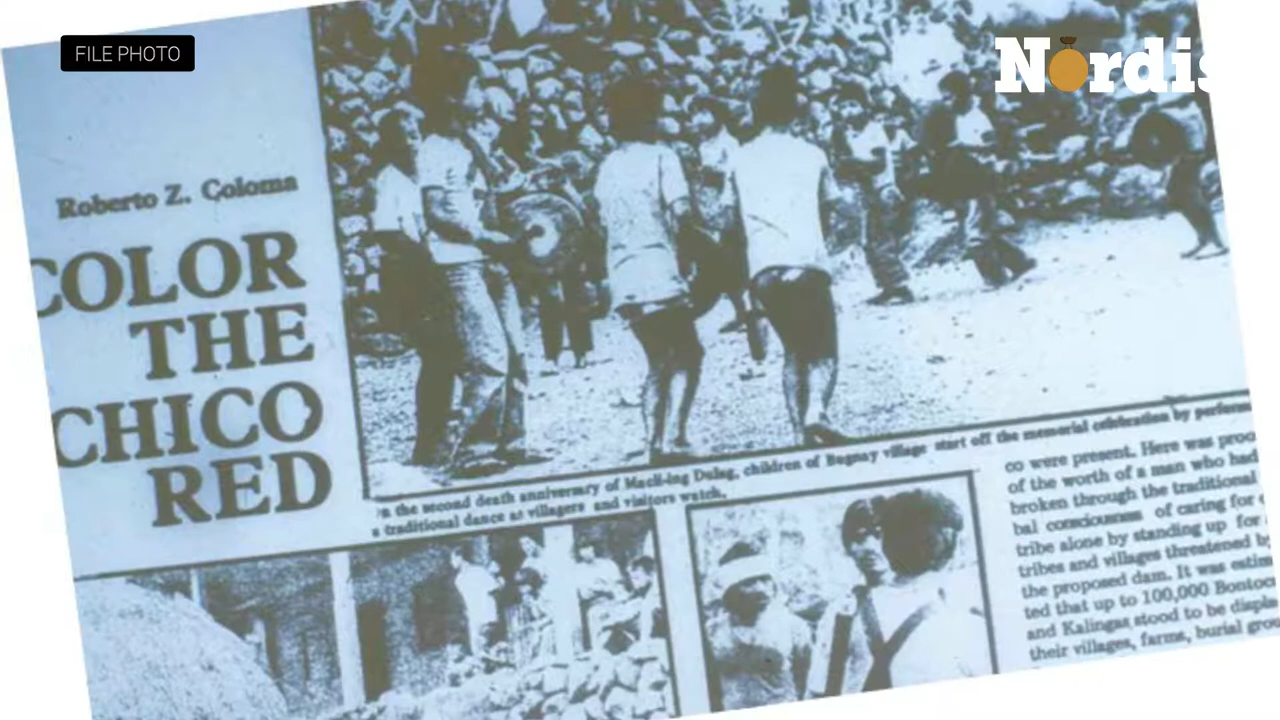 FILE PHOTO
Nordis
Roberto Z. Coloma
COLOR
THE
CHICO
RED
n the second death anniversary of Macli-ing Dulag, children of Bugnay village start off the memorial celebration by perform
a traditional dance as villagers and visitors watch.
co were present. Here was proo
of the worth of a man who had
broken through the traditional
bal consciousness of caring for
tribe alone by standing up for
tribes and villages threatened b
the proposed dam. It was estim
ted that up to 100,000 Bontoc
and Kalingas stood to be displa
their villages, farms, burial grou